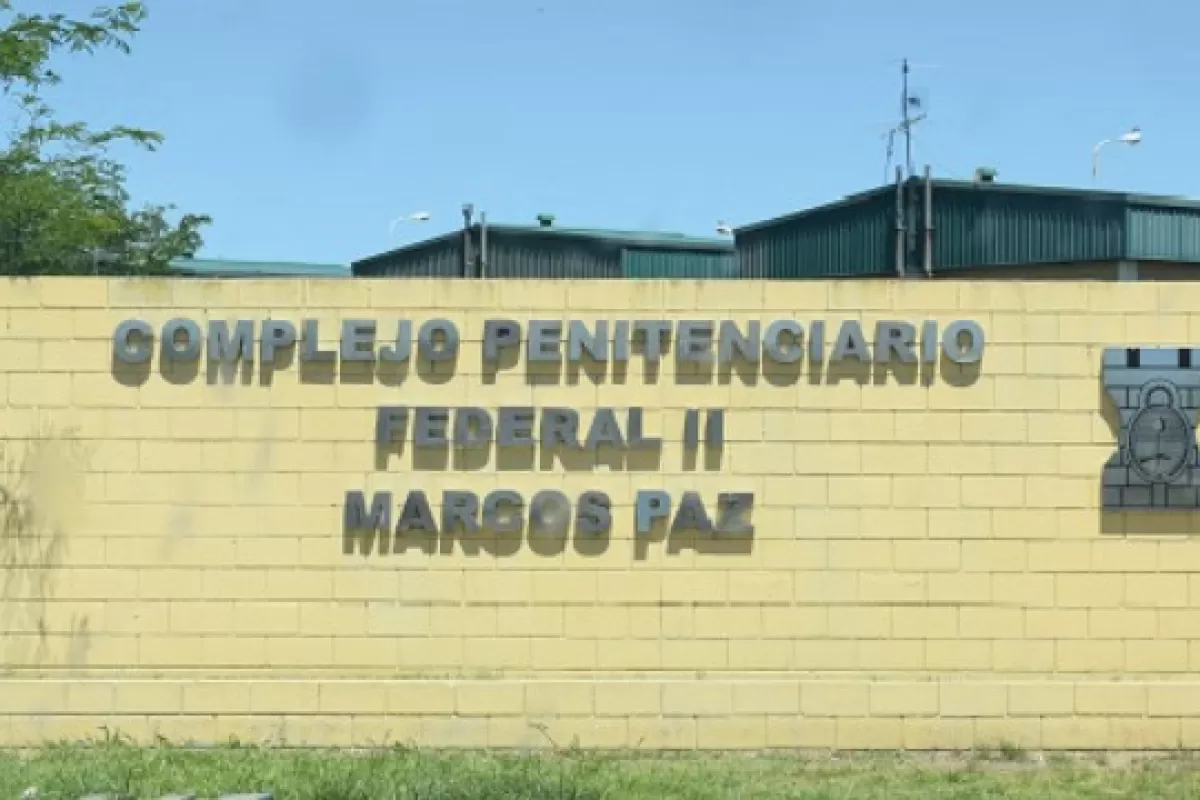 COMPLEJO PENITENCIARIO
FEDERAL II
MARCOS PAZ